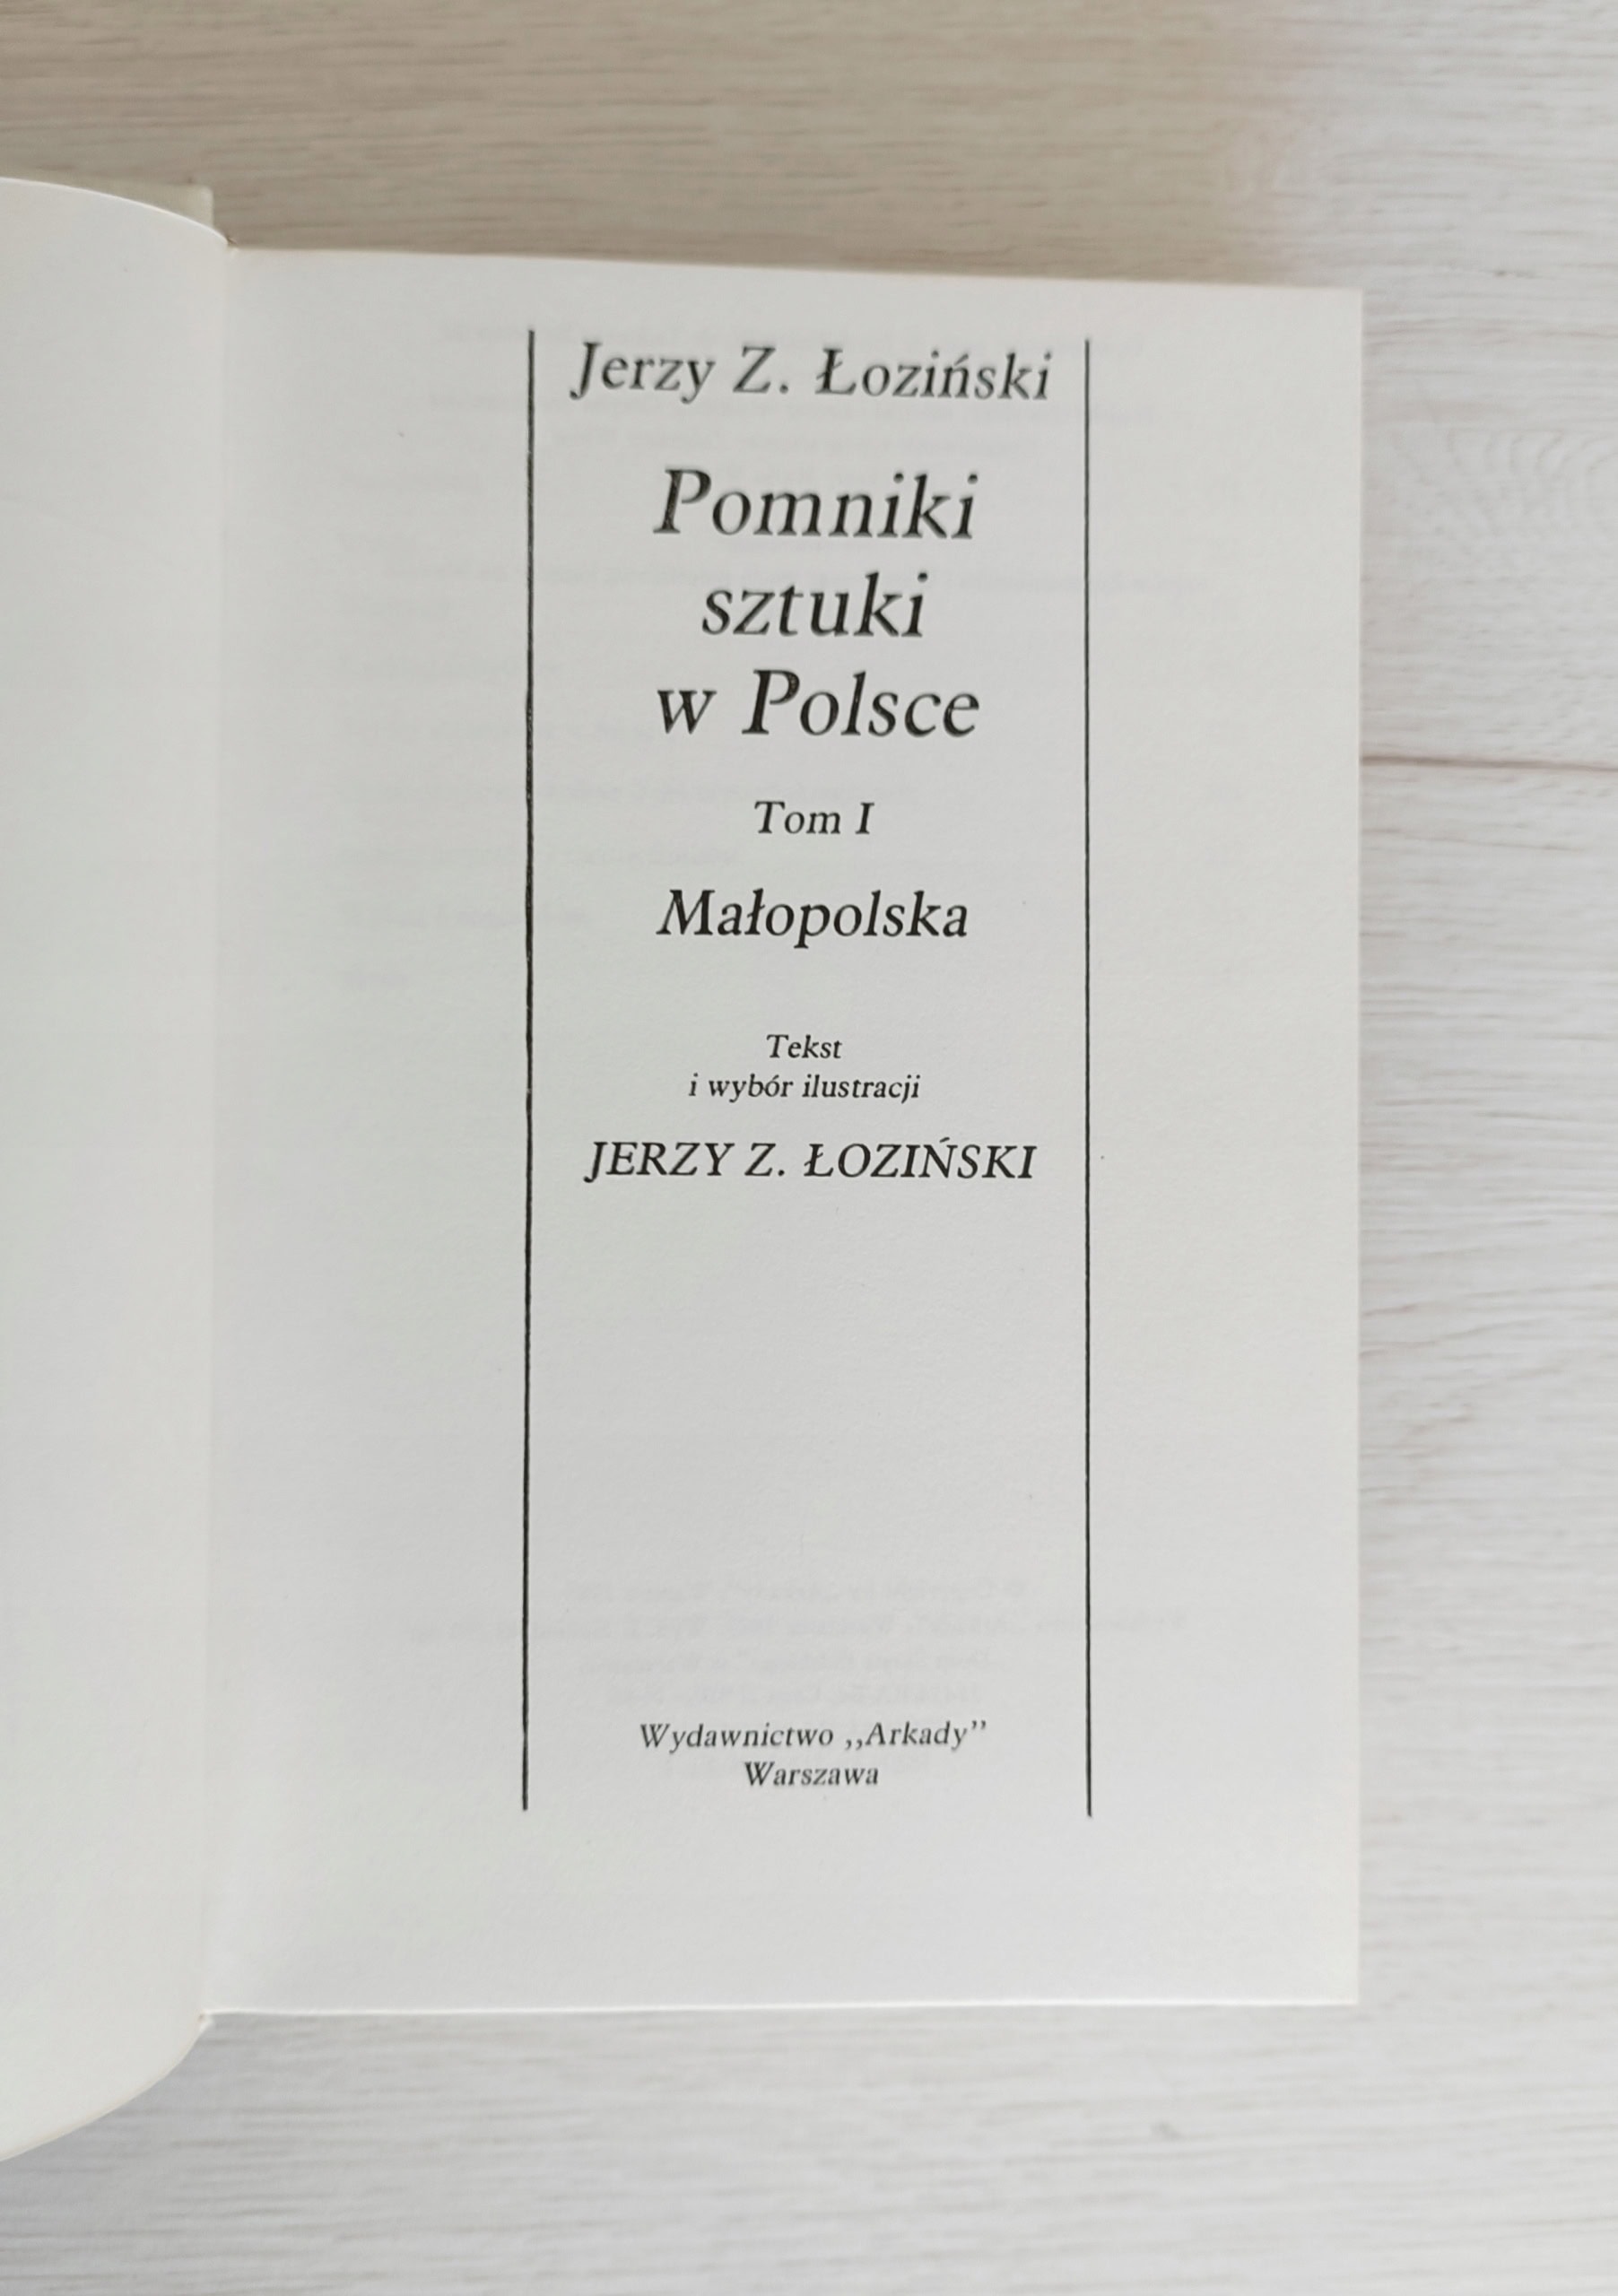 Jerzy Z. Łoziński
Pomniki
sztuki
w Polsce
Tom I
Małopolska
Tekst
i wybór ilustracji
JERZY Z. ŁOZIŃSKI
Wydawnictwo ,,Arkady’’
Warszawa